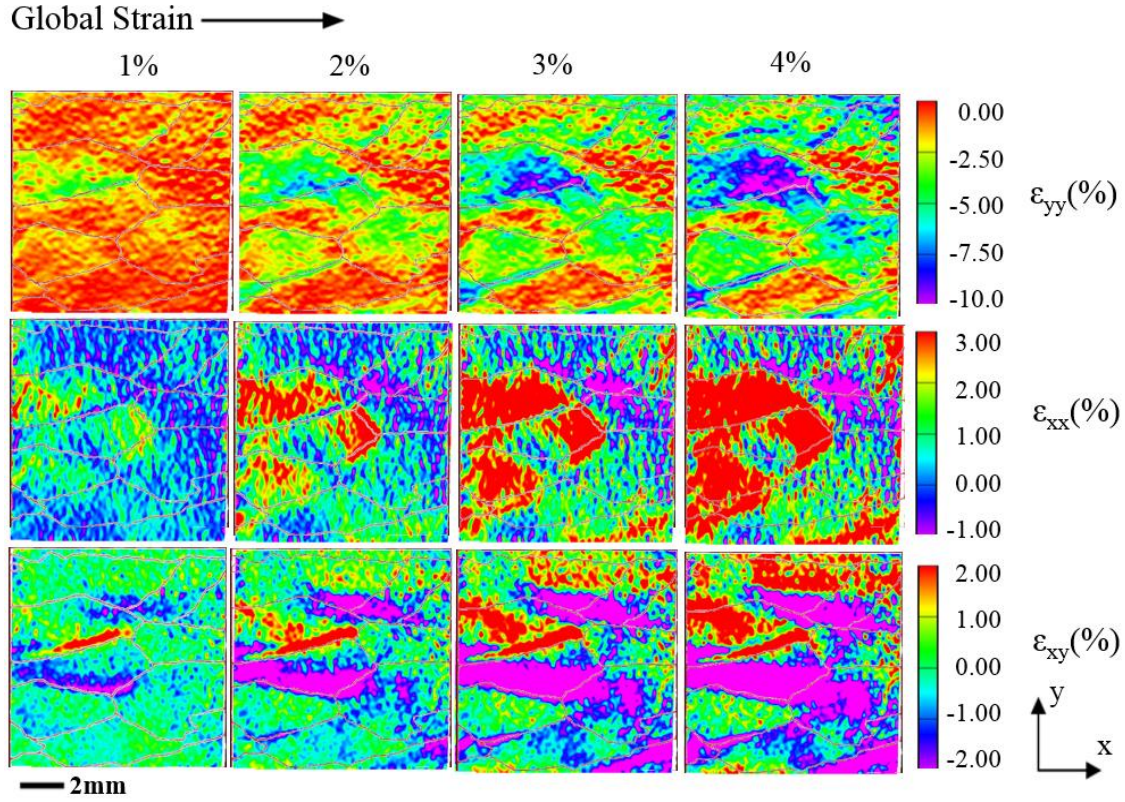 Global Strain
1% 2% 3% 4%
0.00
-2.50
-5.00
-7.50
-10.0
εyy(%)
3.00
2.00
1.00
0.00
-1.00
εxx(%)
2.00
1.00
0.00
-1.00
-2.00
εxy(%)
y
x
2mm